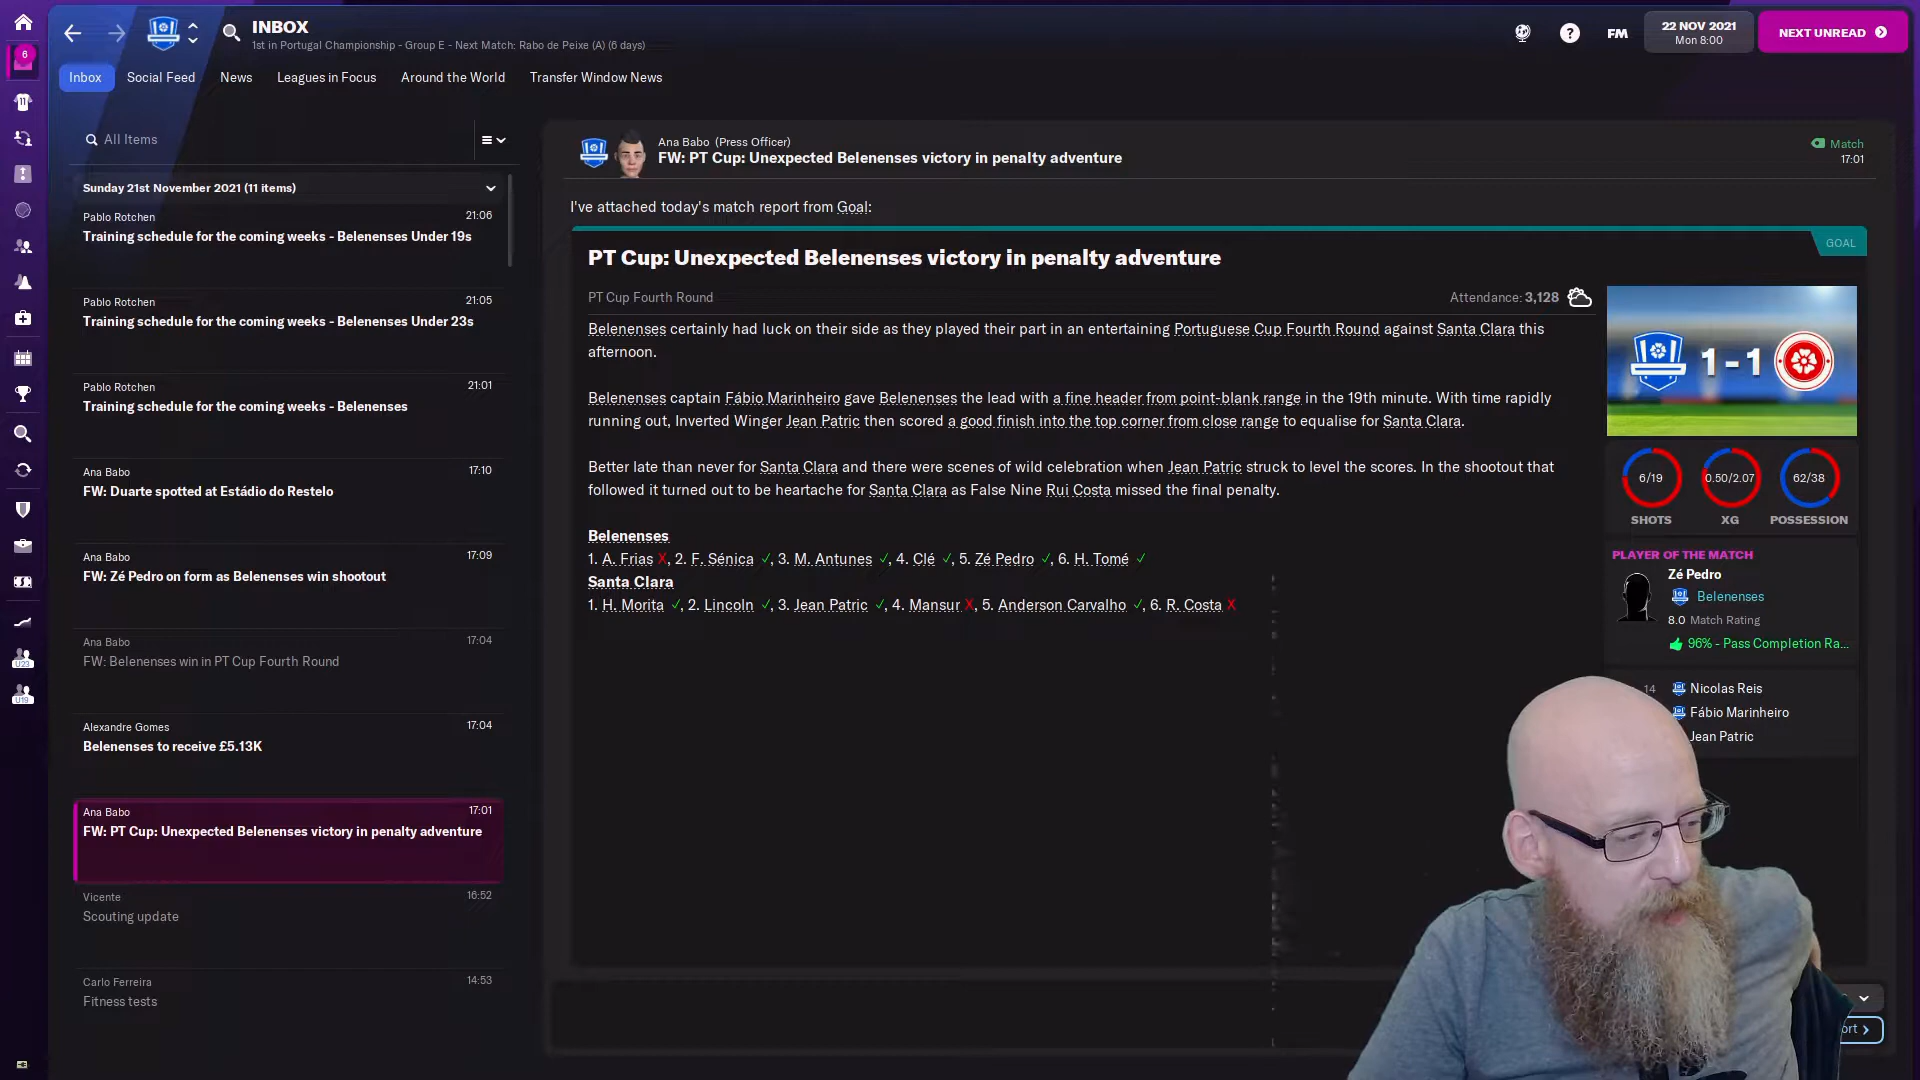 INBOX
1st in Portugal Championship - Group E - Next Match: Rabo de Peixe (A) (6 days)
FM
22 NOV 2021
Mon 8:00
NEXT UNREAD
6
Inbox
Social Feed
News
Leagues in Focus
Around the World
Transfer Window News
All Items
Sunday 21st November 2021 (11 items)
Pablo Rotchen 21:06
Training schedule for the coming weeks - Belenenses Under 19s
Pablo Rotchen 21:05
Training schedule for the coming weeks - Belenenses Under 23s
Pablo Rotchen 21:01
Training schedule for the coming weeks - Belenenses
Ana Babo 17:10
FW: Duarte spotted at Estádio do Restelo
Ana Babo 17:09
FW: Zé Pedro on form as Belenenses win shootout
Ana Babo 17:04
FW: Belenenses win in PT Cup Fourth Round
Alexandre Gomes 17:04
Belenenses to receive £5.13K
Ana Babo 17:01
FW: PT Cup: Unexpected Belenenses victory in penalty adventure
Vicente 16:52
Scouting update
Carlo Ferreira 14:53
Fitness tests
U23
U19
Ana Babo (Press Officer)
FW: PT Cup: Unexpected Belenenses victory in penalty adventure
Match
17:01
I've attached today's match report from Goal:
GOAL
PT Cup: Unexpected Belenenses victory in penalty adventure
PT Cup Fourth Round
Attendance: 3,128
Belenenses certainly had luck on their side as they played their part in an entertaining Portuguese Cup Fourth Round against Santa Clara this
afternoon.
Belenenses captain Fábio Marinheiro gave Belenenses the lead with a fine header from point-blank range in the 19th minute. With time rapidly
running out, Inverted Winger Jean Patric then scored a good finish into the top corner from close range to equalise for Santa Clara.
Better late than never for Santa Clara and there were scenes of wild celebration when Jean Patric struck to level the scores. In the shootout that
followed it turned out to be heartache for Santa Clara as False Nine Rui Costa missed the final penalty.
Belenenses
1. A. Frias X, 2. F. Sénica ✓, 3. M. Antunes ✓, 4. Clé ✓, 5. Zé Pedro ✓, 6. H. Tomé ✓
Santa Clara
1. H. Morita ✓, 2. Lincoln ✓, 3. Jean Patric ✓, 4. Mansur X, 5. Anderson Carvalho ✓, 6. R. Costa X
1 - 1
6/19
0.50/2.07
62/38
SHOTS
XG
POSSESSION
PLAYER OF THE MATCH
Zé Pedro
Belenenses
8.0 Match Rating
96% - Pass Completion Ra...
14 Nicolas Reis
Fábio Marinheiro
Jean Patric
ort